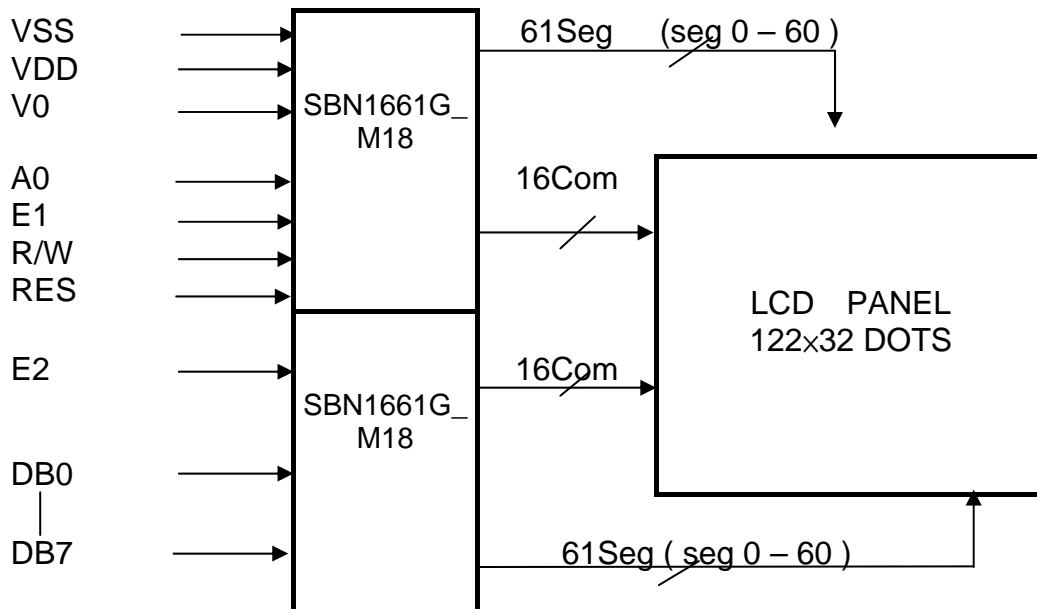 VSS
VDD
V0
A0
E1
R/W
RES
E2
DB0
DB7
SBN1661G_
M18
SBN1661G_
M18
61Seg (seg 0 – 60 )
16Com
16Com
61Seg ( seg 0 – 60 )
LCD PANEL
122×32 DOTS